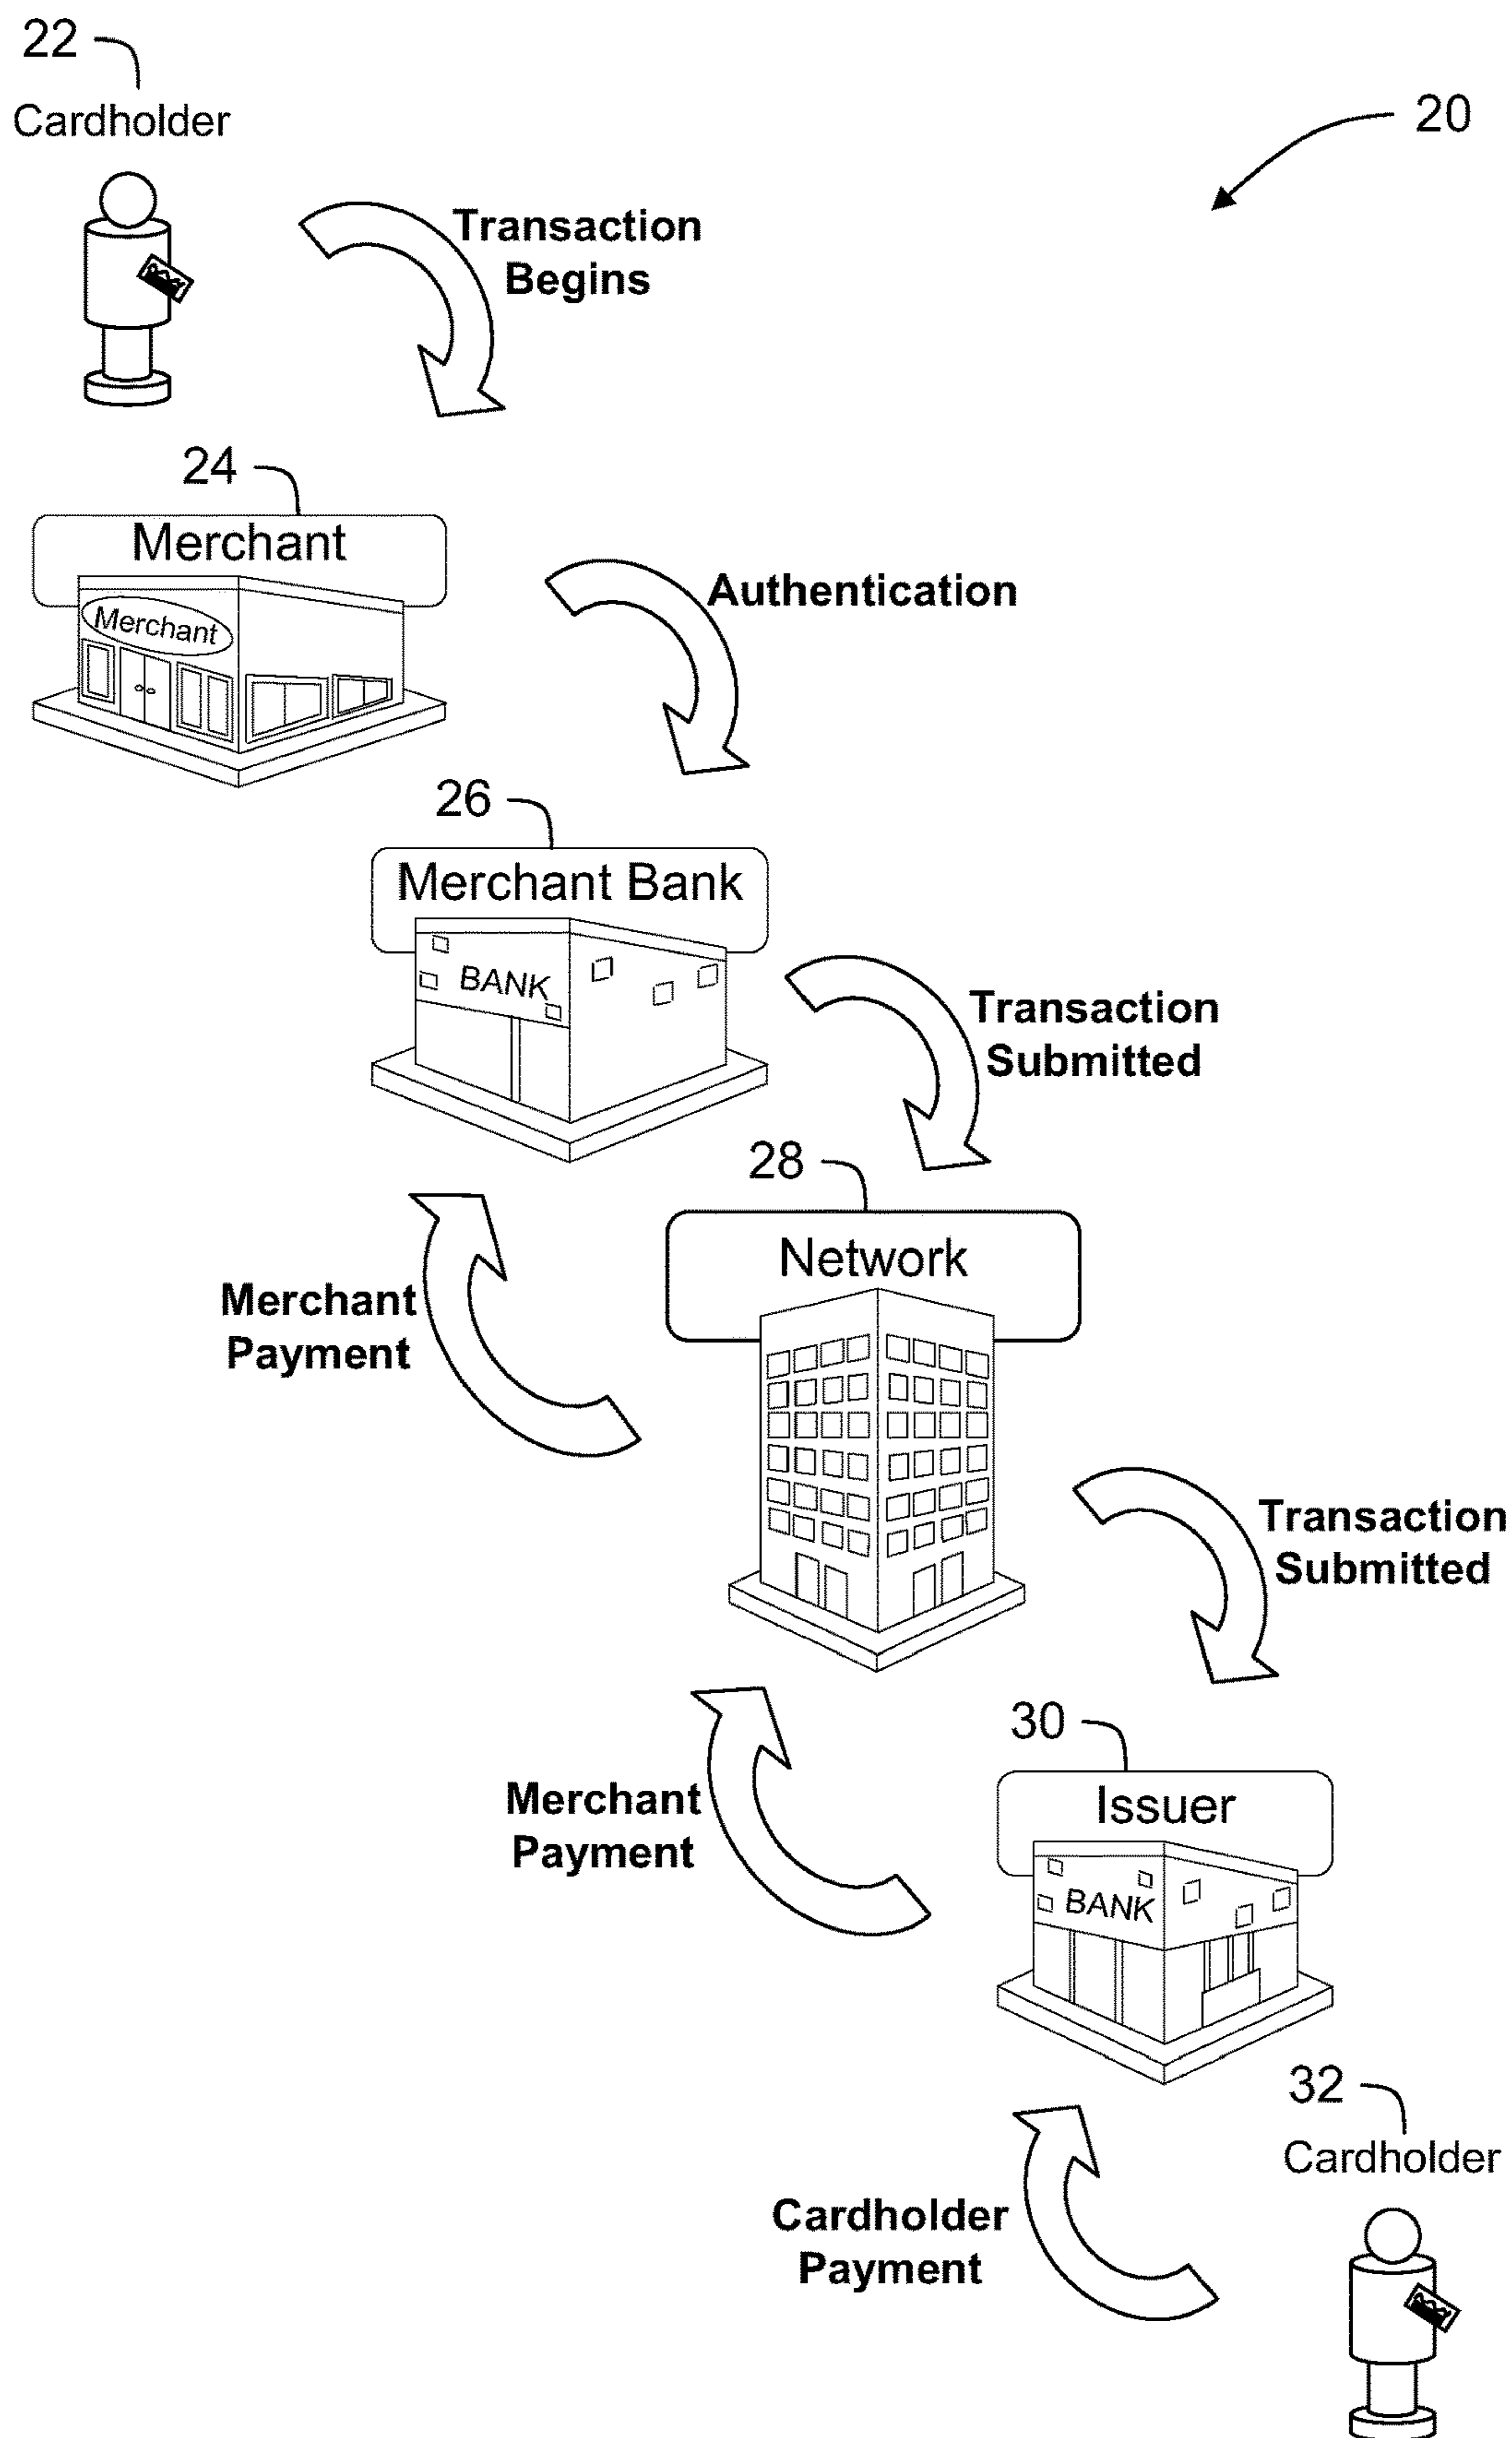 22
Cardholder
20
Transaction
Begins
24
Merchant
Merchant
Authentication
26
Merchant Bank
BANK
Transaction
Submitted
28
Network
Merchant
Payment
Transaction
Submitted
30
Issuer
BANK
Merchant
Payment
32
Cardholder
Cardholder
Payment